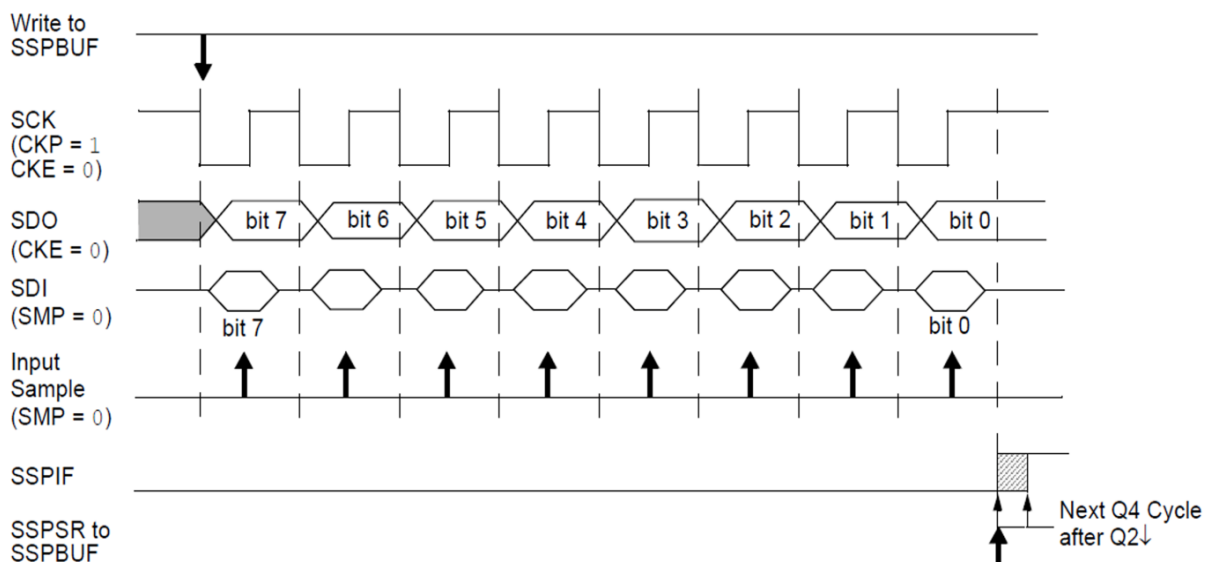 Write to
SSPBUF
SCK
(CKP = 1
CKE = 0)
SDO
(CKE = 0)
bit 7 bit 6 bit 5 bit 4 bit 3 bit 2 bit 1 bit 0
SDI
(SMP = 0)
bit 7 bit 0
Input
Sample
(SMP = 0)
SSPIF
SSPSR to
SSPBUF
Next Q4 Cycle
after Q2↓